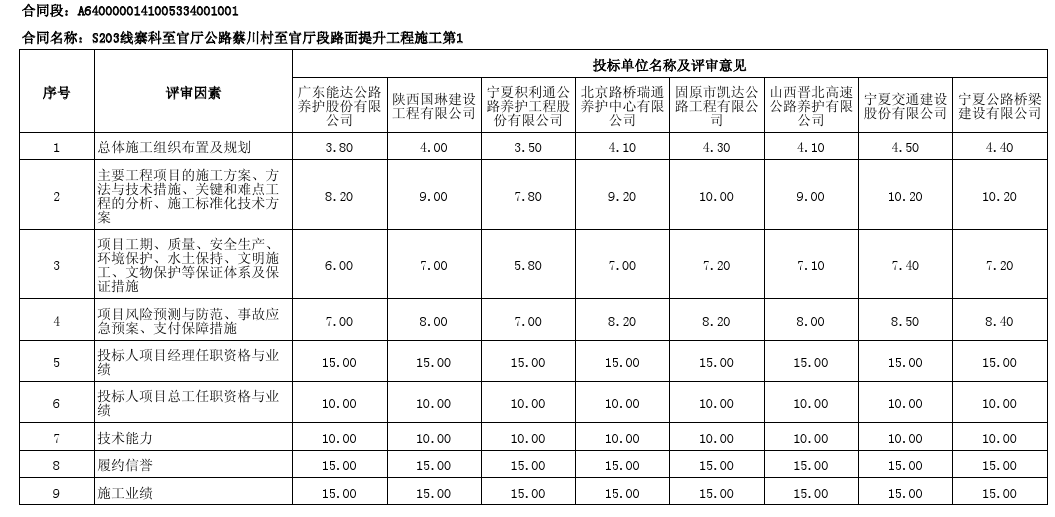 合同段：A6400000141005334001001
合同名称：S203线寨科至官厅公路蔡川村至官厅段路面提升工程施工第1
序号 评审因素 投标单位名称及评审意见
广东能达公路养护股份有限公司 陕西国琳建设工程有限公司 宁夏积利通公路养护工程股份有限公司 北京路桥瑞通养护中心有限公司 固原市凯达公路工程有限公司 山西晋北高速公路养护有限公司 宁夏交通建设股份有限公司 宁夏公路桥梁建设有限公司
1 总体施工组织布置及规划 3.80 4.00 3.50 4.10 4.30 4.10 4.50 4.40
2 主要工程项目的施工方案、方法与技术措施、关键和难点工程的分析、施工标准化技术方案 8.20 9.00 7.80 9.20 10.00 9.00 10.20 10.20
3 项目工期、质量、安全生产、环境保护、水土保持、文明施工、文物保护等保证体系及保证措施 6.00 7.00 5.80 7.00 7.20 7.10 7.40 7.20
4 项目风险预测与防范、事故应急预案、支付保障措施 7.00 8.00 7.00 8.20 8.20 8.00 8.50 8.40
5 投标人项目经理任职资格与业绩 15.00 15.00 15.00 15.00 15.00 15.00 15.00 15.00
6 投标人项目总工任职资格与业绩 10.00 10.00 10.00 10.00 10.00 10.00 10.00 10.00
7 技术能力 10.00 10.00 10.00 10.00 10.00 10.00 10.00 10.00
8 履约信誉 15.00 15.00 15.00 15.00 15.00 15.00 15.00 15.00
9 施工业绩 15.00 15.00 15.00 15.00 15.00 15.00 15.00 15.00